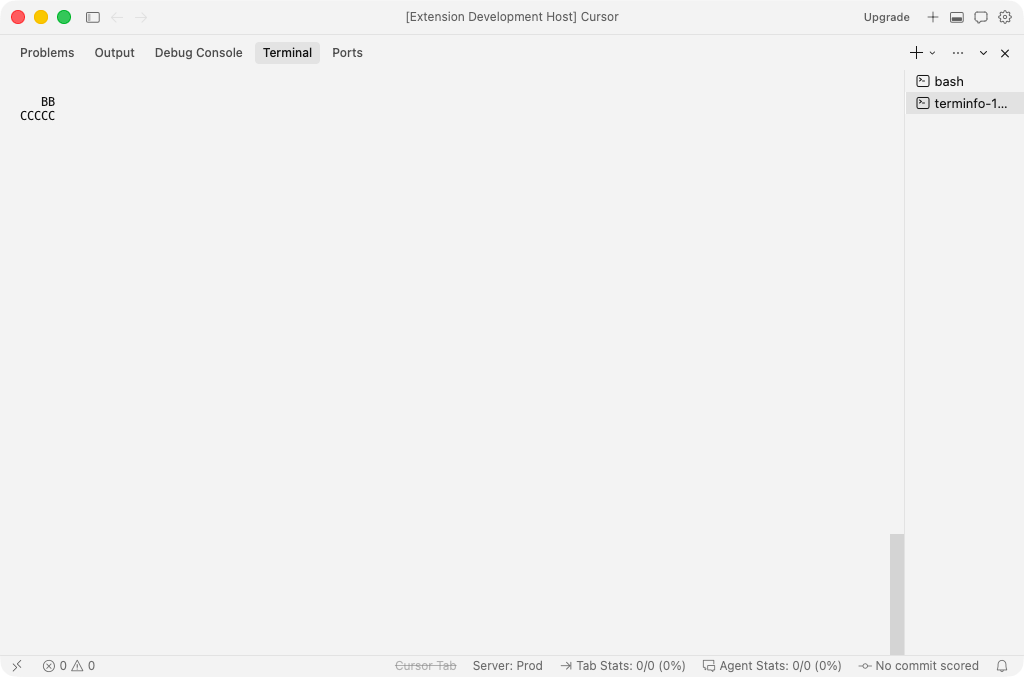 [Extension Development Host] Cursor
Upgrade
Problems Output Debug Console Terminal Ports
bash
terminfo-1...
   BB
CCCCC
0 0 Cursor Tab Server: Prod Tab Stats: 0/0 (0%) Agent Stats: 0/0 (0%) No commit scored